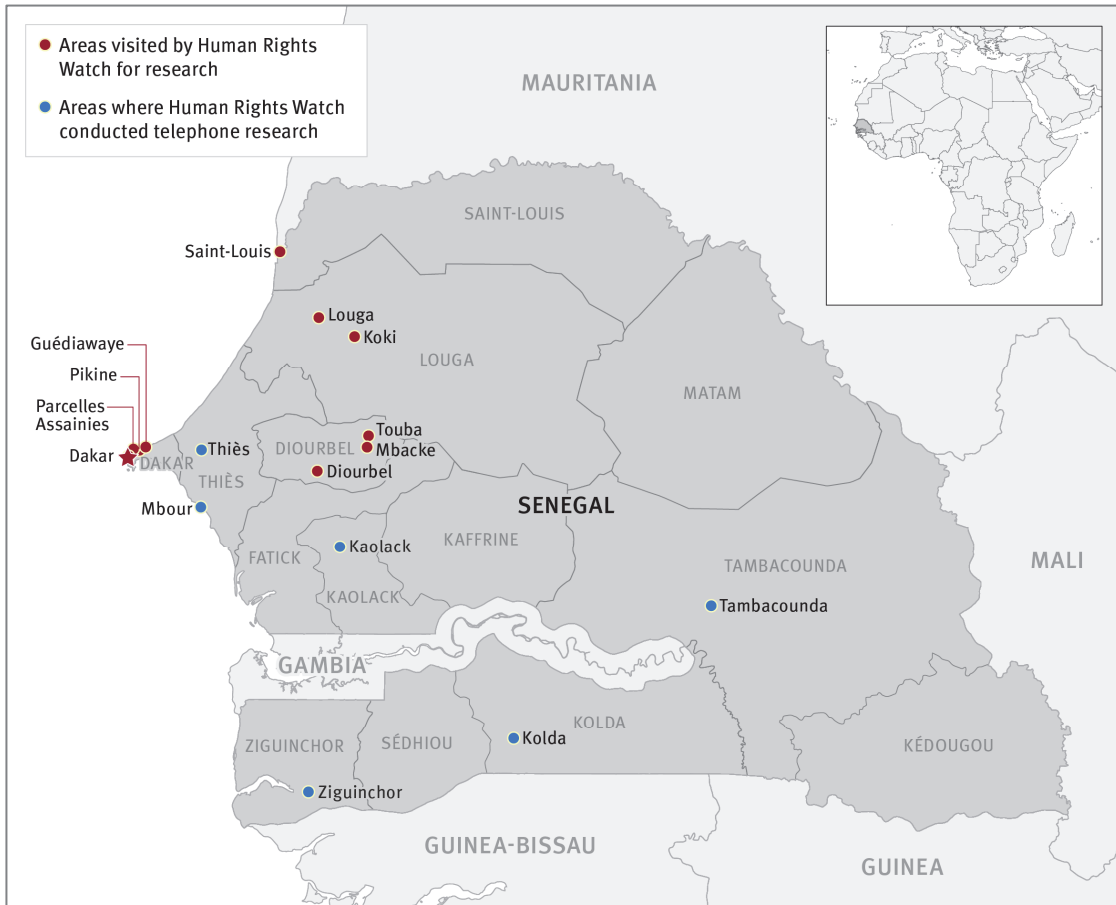 Areas visited by Human Rights
Watch for research
Areas where Human Rights Watch
conducted telephone research
MAURITANIA
SAINT-LOUIS
Saint-Louis
Louga
Koki
Guédiawaye
LOUGA
Pikine
MATAM
Parcelles
Assainies
Touba
DIOURBEL
Mbacke
Thiès
Dakar
DAKAR
Diourbel
THIÈS
Mbour
SENEGAL
KAFFRINE
Kaolack
FATICK
MALI
TAMBACOUNDA
KAOLACK
Tambacounda
GAMBIA
KOLDA
Kolda
SÉDHIOU
ZIGUINCHOR
KÉDOUGOU
Ziguinchor
GUINEA-BISSAU
GUINEA